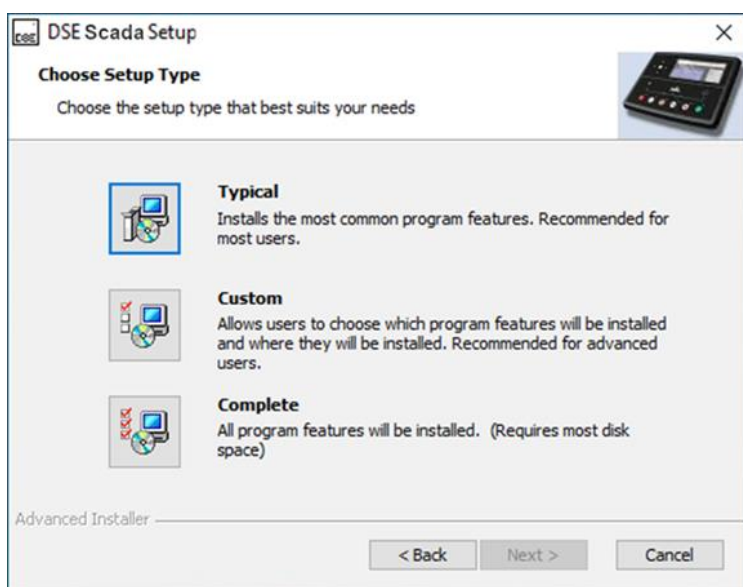 DSE DSE Scada Setup
Choose Setup Type
Choose the setup type that best suits your needs
Typical
Installs the most common program features. Recommended for
most users.
Custom
Allows users to choose which program features will be installed
and where they will be installed. Recommended for advanced
users.
Complete
All program features will be installed. (Requires most disk
space)
Advanced Installer
< Back Next > Cancel